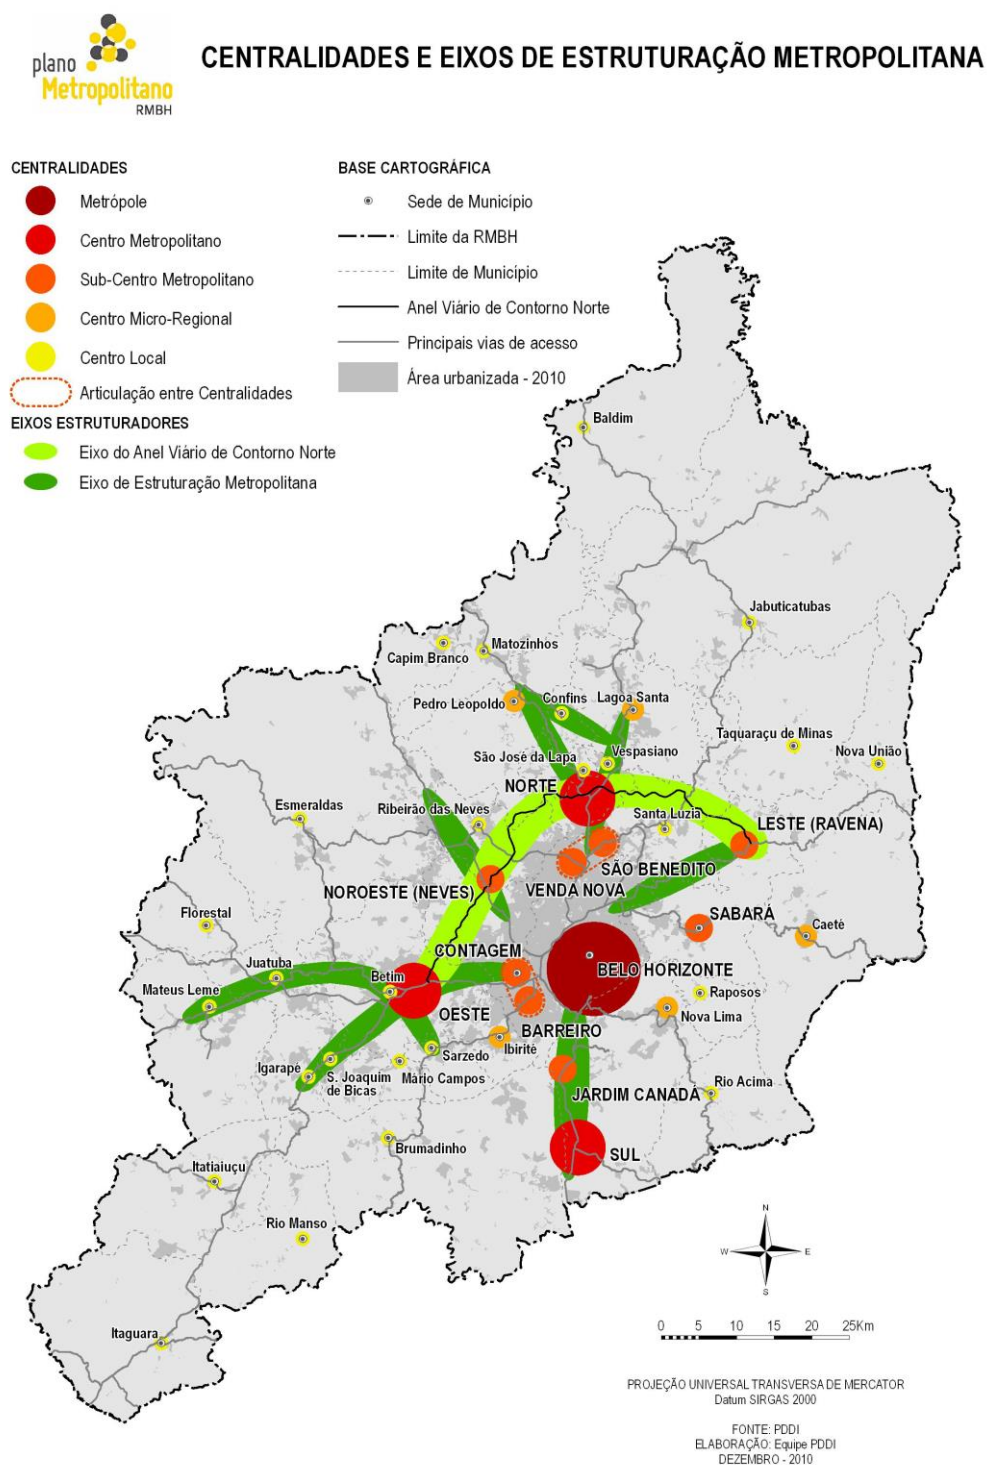 plano
Metropolitano
RMBH
CENTRALIDADES E EIXOS DE ESTRUTURAÇÃO METROPOLITANA
CENTRALIDADES
Metrópole
Centro Metropolitano
Sub-Centro Metropolitano
Centro Micro-Regional
Centro Local
Articulação entre Centralidades
EIXOS ESTRUTURADORES
Eixo do Anel Viário de Contorno Norte
Eixo de Estruturação Metropolitana
BASE CARTOGRÁFICA
Sede de Município
Limite da RMBH
Limite de Município
Anel Viário de Contorno Norte
Principais vias de acesso
Área urbanizada - 2010
Baldim
Jabuticatubas
Matozinhos
Capim Branco
Pedro Leopoldo
Confins
Lagoa Santa
Taquaraçu de Minas
Nova União
São José da Lapa
Vespasiano
NORTE
Esmeraldas
Ribeirão das Neves
Santa Luzia
LESTE (RAVENA)
SÃO BENEDITO
VENDA NOVA
NOROESTE (NEVES)
Florestal
SABARÁ
Caeté
CONTAGEM
Juatuba
Betim
BELO HORIZONTE
Mateus Leme
Raposos
OESTE
Nova Lima
BARREIRO
Ibirité
Sarzedo
Igarapé
S. Joaquim
de Bicas
Mário Campos
Rio Acima
JARDIM CANADÁ
Brumadinho
SUL
Itatiaiuçu
Rio Manso
Itaguara
N
W
E
S
0 5 10 15 20 25Km
PROJEÇÃO UNIVERSAL TRANSVERSA DE MERCATOR
Datum SIRGAS 2000
FONTE: PDDI
ELABORAÇÃO: Equipe PDDI
DEZEMBRO - 2010